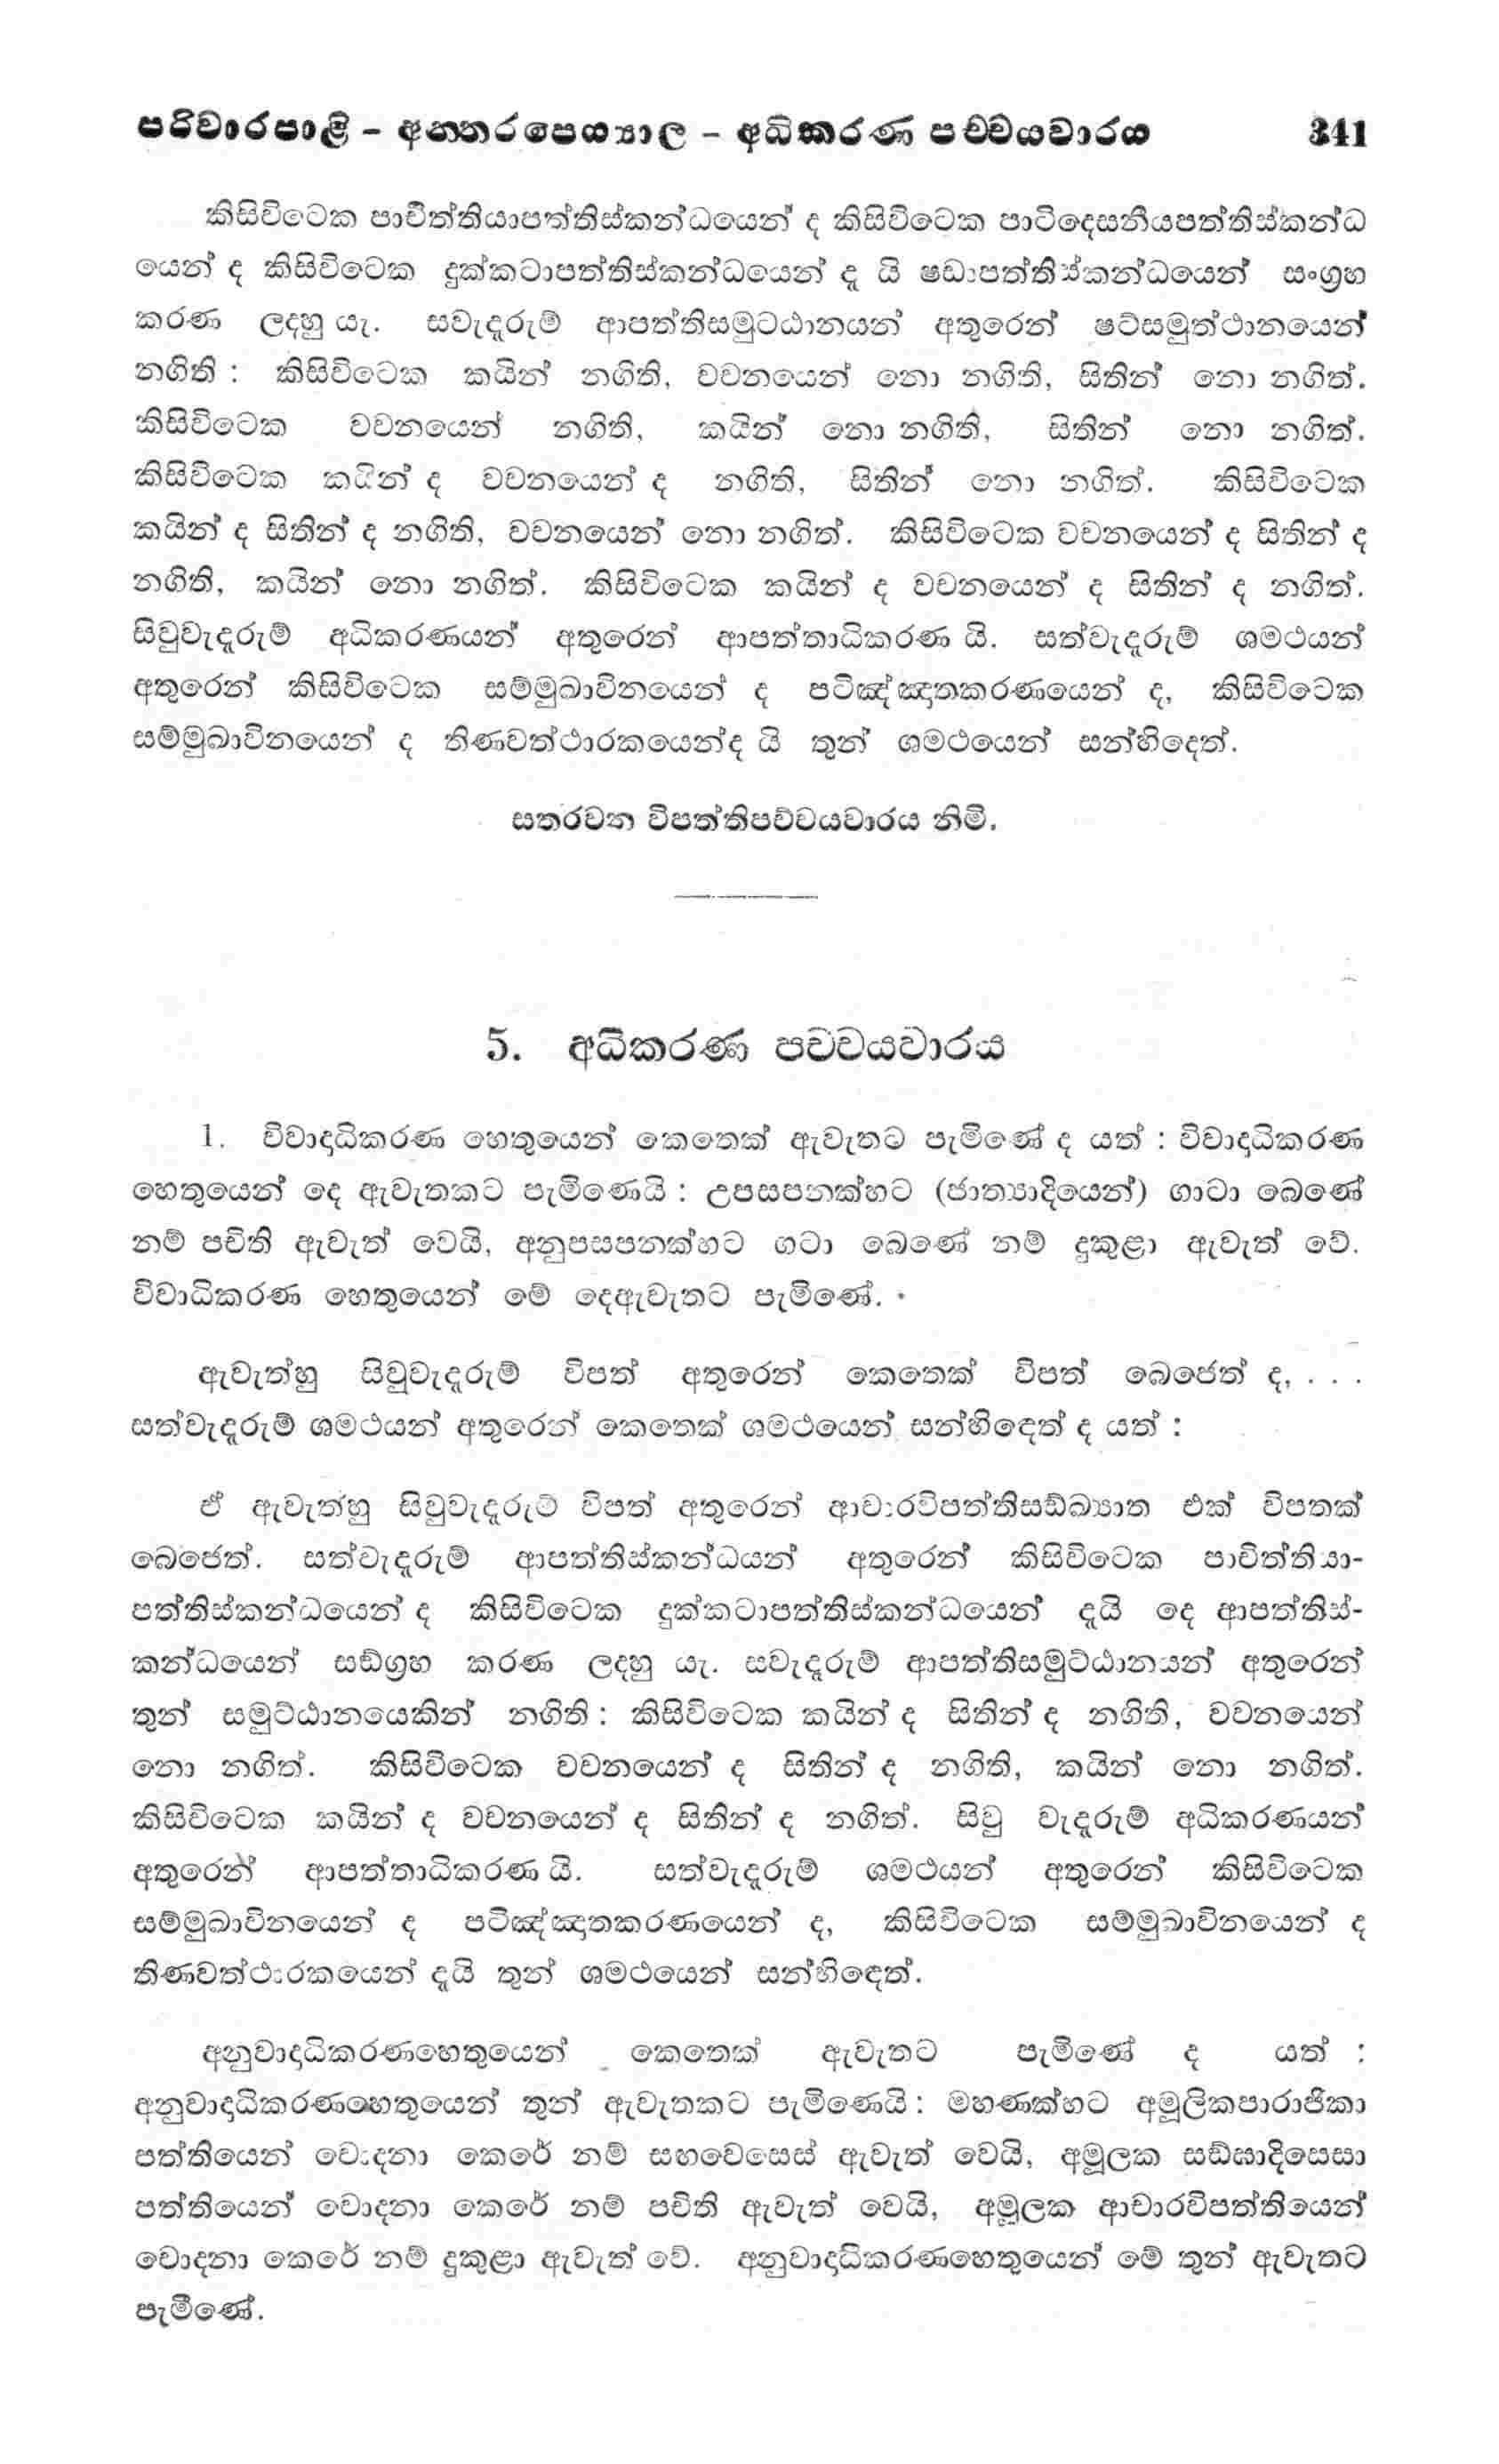 පරිවාරපාළි – අන්තරපෙය්‍යාල – අධිකරණ පච්චයවාරය 341
කිසිවිටෙක පාචිත්තියාපත්තිස්කන්ධයෙන් ද කිසිවිටෙක පාටිදෙසනීයපත්තිස්කන්ධ
යෙන් ද කිසිවිටෙක දුක්කටාපත්තිස්කන්ධයෙන් ද යි ෂඩාපත්තිස්කන්ධයෙන් සංග්‍රහ
කරණ ලදහු යැ. සවැදෑරුම් ආපත්තිසමුටඨානයන් අතුරෙන් ෂට්සමුත්ථානයෙන්
නගිති : කිසිවිටෙක කයින් නගිති, වචනයෙන් නො නගිති, සිතින් නො නගිත්.
කිසිවිටෙක වචනයෙන් නගිති, කයින් නො නගිති, සිතින් නො නගිත්.
කිසිවිටෙක කයින් ද වචනයෙන් ද නගිති, සිතින් නො නගිත්. කිසිවිටෙක
කයින් ද සිතින් ද නගිති, වචනයෙන් නො නගිත්. කිසිවිටෙක වචනයෙන් ද සිතින් ද
නගිති, කයින් නො නගිත්. කිසිවිටෙක කයින් ද වචනයෙන් ද සිතින් ද නගිත්.
සිවුවැදෑරුම් අධිකරණයන් අතුරෙන් ආපත්තාධිකරණ යි. සත්වැදෑරුම් ශමථයන්
අතුරෙන් කිසිවිටෙක සම්මුඛාවිනයෙන් ද පටිඤ්ඤාතකරණයෙන් ද, කිසිවිටෙක
සම්මුඛාවිනයෙන් ද තිණවත්ථාරකයෙන්ද යි තුන් ශමථයෙන් සන්හිදෙත්.
සතරවන විපත්තිපච්චයවාරය නිමි.
5. අධිකරණ පච්චයවාරය
1. විවාදාධිකරණ හෙතුයෙන් කෙතෙක් ඇවැතට පැමිණේ ද යත් : විවාදාධිකරණ
හෙතුයෙන් දෙ ඇවැතකට පැමිණෙයි : උපසපනක්හට (ජාත්‍යාදියෙන්) ගාටා බෙණේ
නම් පචිති ඇවැත් වෙයි, අනුපසපනක්හට ගටා බෙණේ නම් දුකුළා ඇවැත් වේ.
විවාධිකරණ හෙතුයෙන් මේ දෙඇවැතට පැමිණේ.
ඇවැත්හු සිවුවැදෑරුම් විපත් අතුරෙන් කෙතෙක් විපත් බෙජෙත් ද, . . .
සත්වැදෑරුම් ශමථයන් අතුරෙන් කෙතෙක් ශමථයෙන් සන්හිඳෙත් ද යත් :
ඒ ඇවැත්හු සිවුවැදෑරුම් විපත් අතුරෙන් ආචාරවිපත්තිසඞ්ඛ්‍යාත එක් විපතක්
බෙජෙත්. සත්වැදෑරුම් ආපත්තිස්කන්ධයන් අතුරෙන් කිසිවිටෙක පාචිත්තියා-
පත්තිස්කන්ධයෙන් ද කිසිවිටෙක දුක්කටාපත්තිස්කන්ධයෙන් දැයි දෙ ආපත්තිස්-
කන්ධයෙන් සඞ්ග්‍රහ කරණ ලදහු යැ. සවැදෑරුම් ආපත්තිසමුට්ඨානයන් අතුරෙන්
තුන් සමුට්ඨානයෙකින් නගිති : කිසිවිටෙක කයින් ද සිතින් ද නගිති, වචනයෙන්
නො නගිත්. කිසිවිටෙක වචනයෙන් ද සිතින් ද නගිති, කයින් නො නගිත්.
කිසිවිටෙක කයින් ද වචනයෙන් ද සිතින් ද නගිත්. සිවු වැදෑරුම් අධිකරණයන්
අතුරෙන් ආපත්තාධිකරණ යි. සත්වැදෑරුම් ශමථයන් අතුරෙන් කිසිවිටෙක
සම්මුඛාවිනයෙන් ද පටිඤ්ඤාතකරණයෙන් ද, කිසිවිටෙක සම්මුඛාවිනයෙන් ද
තිණවත්ථාරකයෙන් දැයි තුන් ශමථයෙන් සන්හිඳෙත්.
අනුවාදාධිකරණහෙතුයෙන් කෙතෙක් ඇවැතට පැමිණේ ද යත් :
අනුවාදාධිකරණහෙතුයෙන් තුන් ඇවැතකට පැමිණෙයි : මහණක්හට අමූලිකපාරාජිකා
පත්තියෙන් චොදනා කෙරේ නම් සඟවෙසෙස් ඇවැත් වෙයි, අමූලක සඞ්ඝාදිසෙසා
පත්තියෙන් චොදනා කෙරේ නම් පචිති ඇවැත් වෙයි, අමූලක ආචාරවිපත්තියෙන්
චොදනා කෙරේ නම් දුකුළා ඇවැත් වේ. අනුවාදාධිකරණහෙතුයෙන් මේ තුන් ඇවැතට
පැමිණේ.